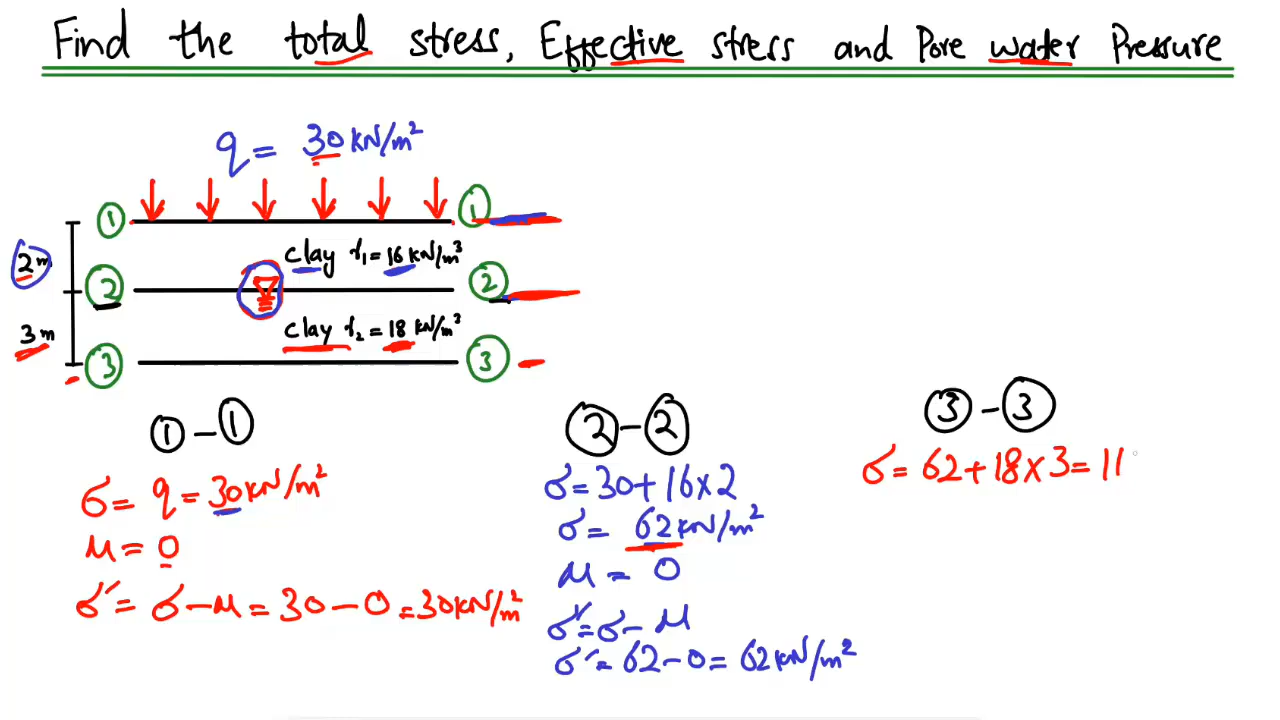 Find the total stress, Effective stress and Pore water Pressure
q = 30 kN/m²
① ①
2 m
clay γ₁ = 16 kN/m³
② ②
3 m
clay γ₂ = 18 kN/m³
③ ③
① – ①
σ = q = 30 kN/m²
μ = 0
σ′ = σ – μ = 30 – 0 = 30 kN/m²
② – ②
σ = 30 + 16 × 2
σ = 62 kN/m²
μ = 0
σ′ = σ – μ
σ′ = 62 – 0 = 62 kN/m²
③ – ③
σ = 62 + 18 × 3 = 11